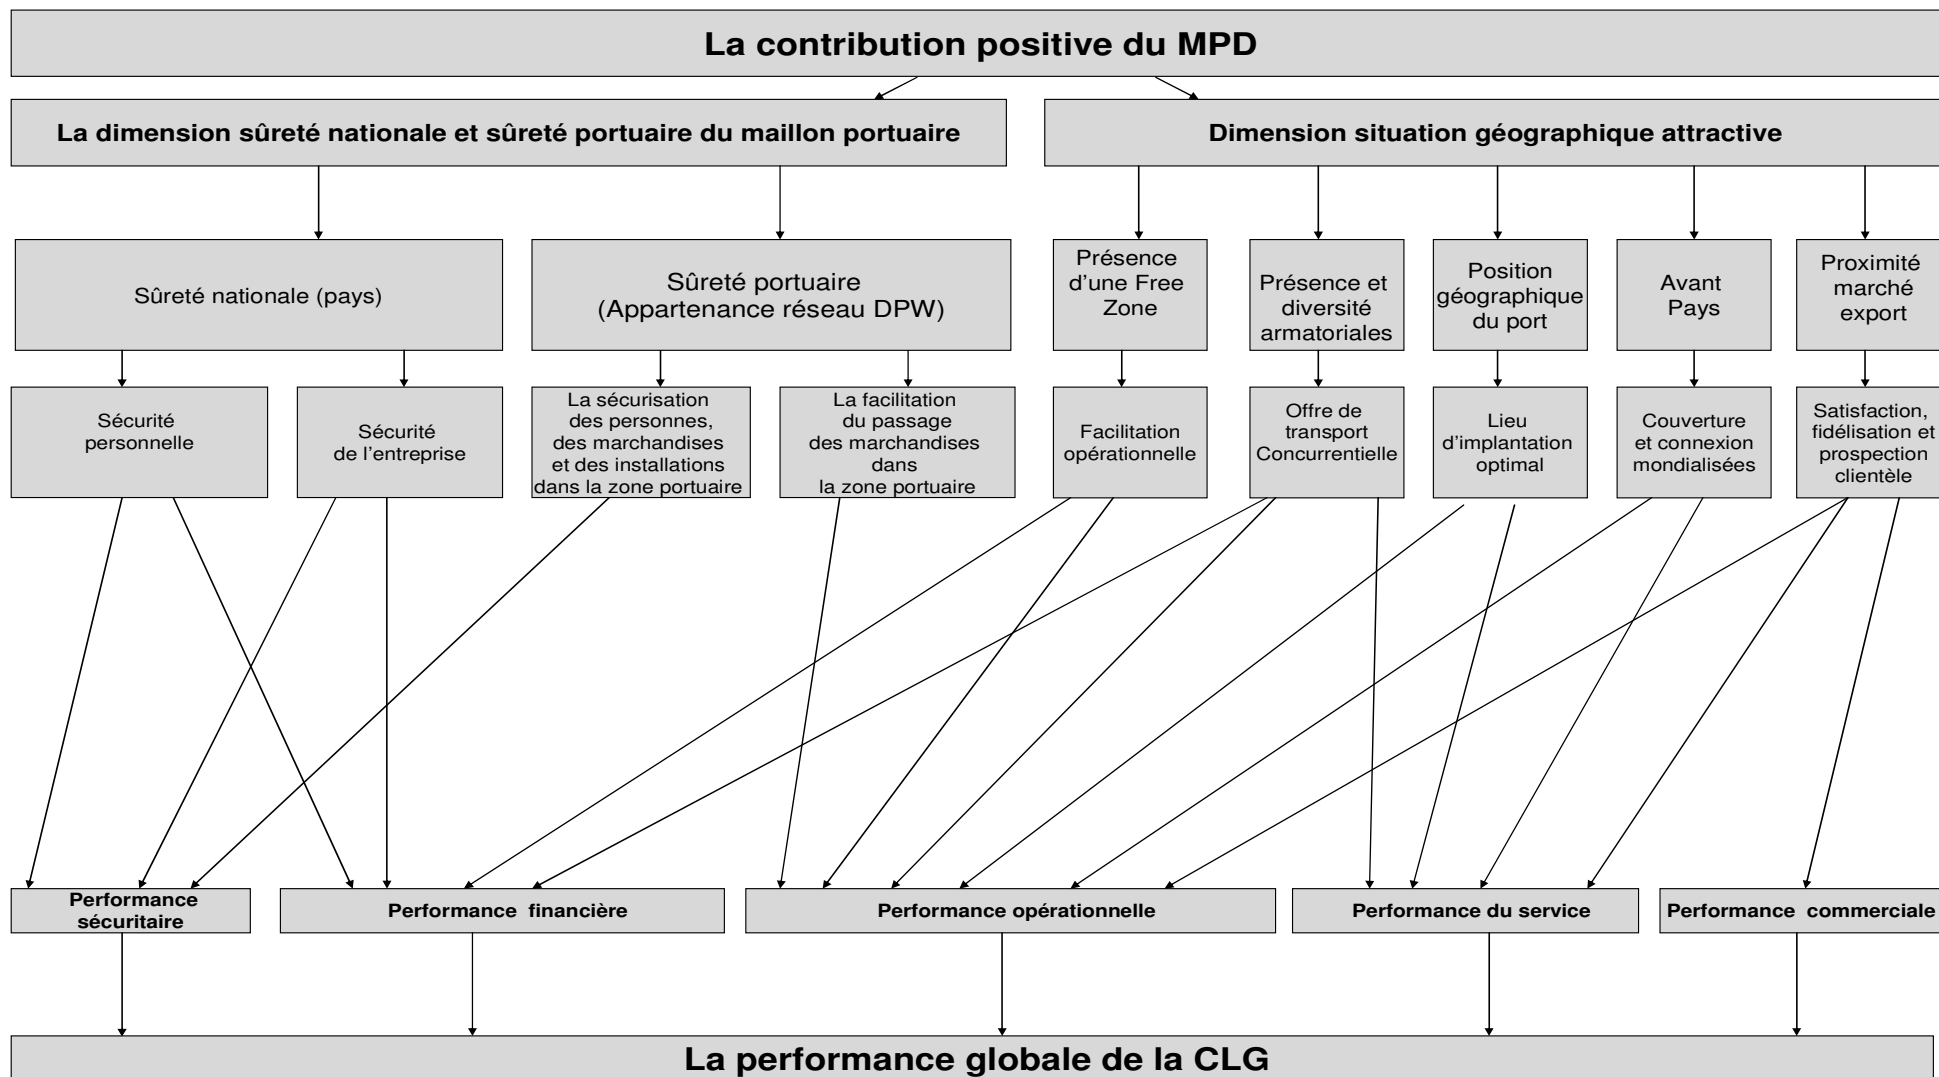 La contribution positive du MPD
La dimension sûreté nationale et sûreté portuaire du maillon portuaire
Dimension situation géographique attractive
Sûreté nationale (pays)
Sûreté portuaire
(Appartenance réseau DPW)
Présence
d’une Free
Zone
Présence et
diversité
armatoriales
Position
géographique
du port
Avant
Pays
Proximité
marché
export
Sécurité
personnelle
Sécurité
de l’entreprise
La sécurisation
des personnes,
des marchandises
et des installations
dans la zone portuaire
La facilitation
du passage
des marchandises
dans
la zone portuaire
Facilitation
opérationnelle
Offre de
transport
Concurrentielle
Lieu
d’implantation
optimal
Couverture
et connexion
mondialisées
Satisfaction,
fidélisation et
prospection
clientèle
Performance
sécuritaire
Performance financière
Performance opérationnelle
Performance du service
Performance commerciale
La performance globale de la CLG